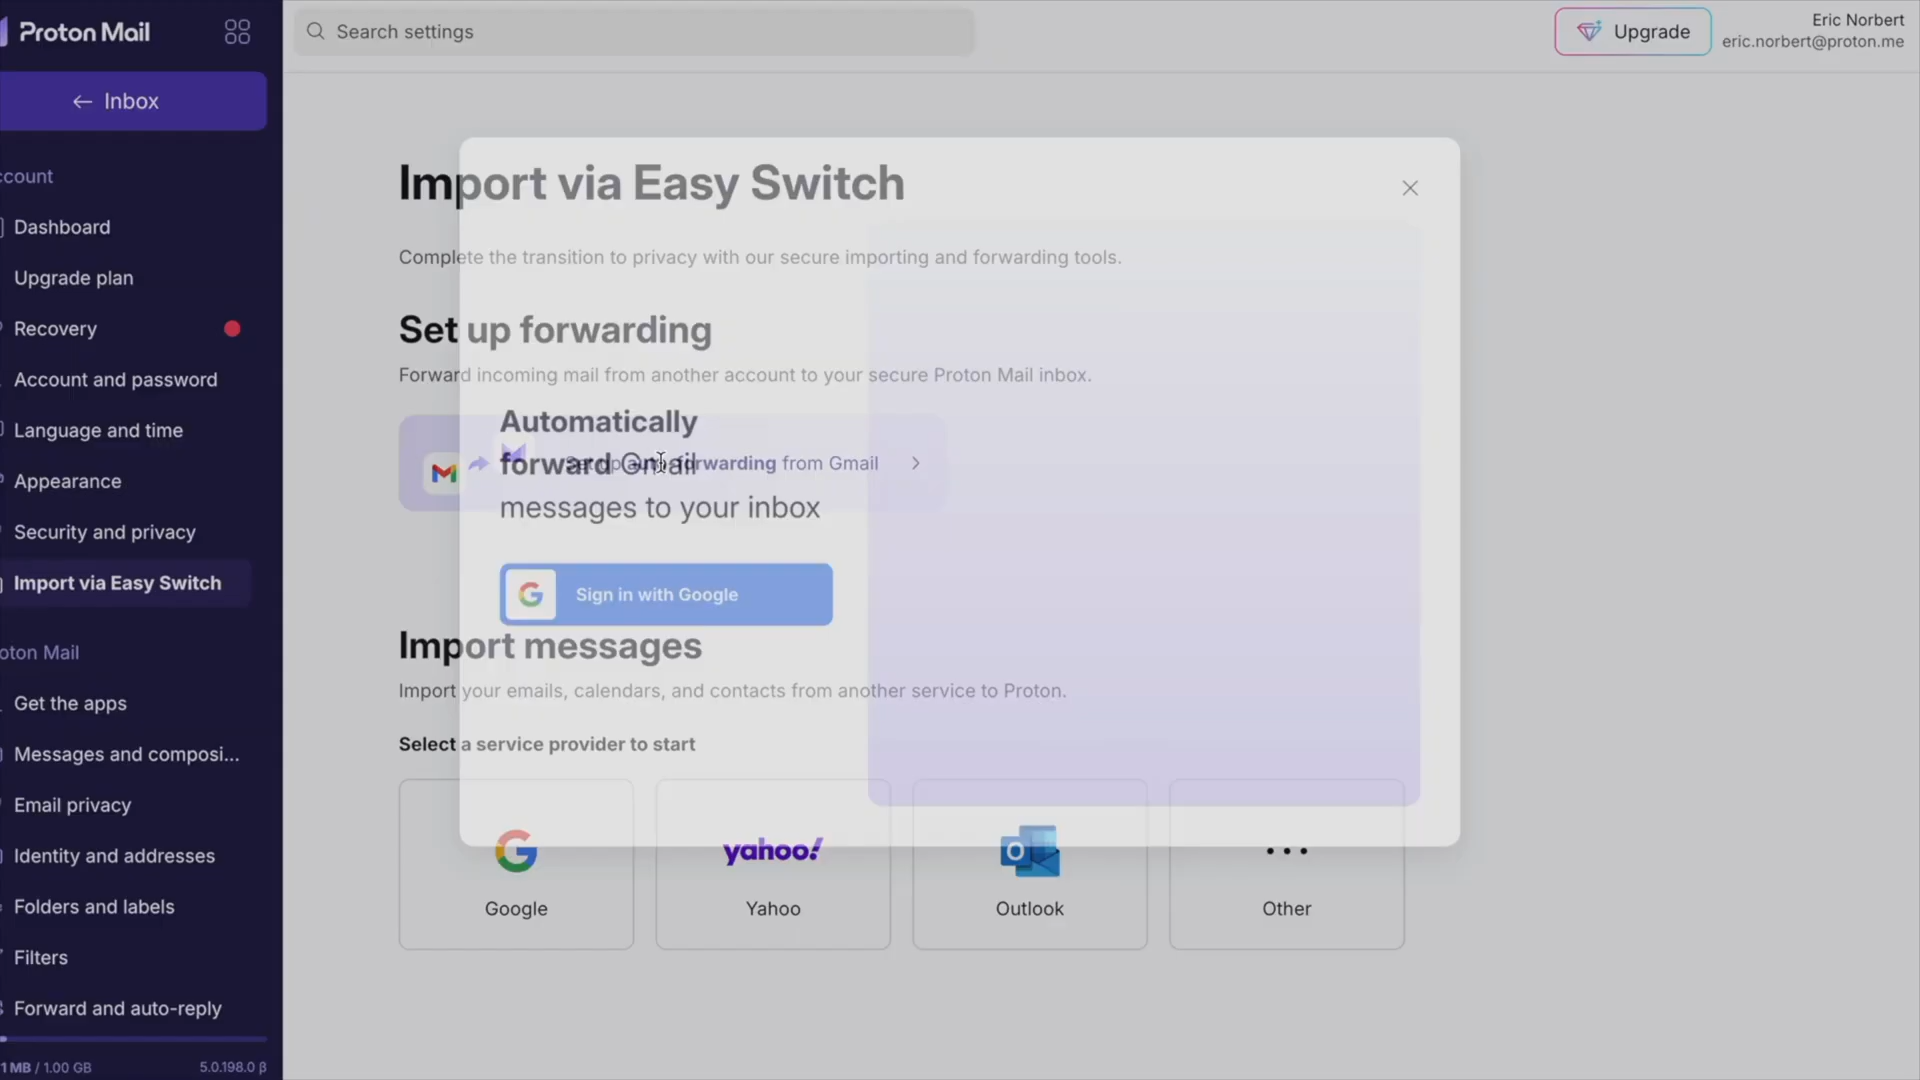 Proton Mail
Search settings
Upgrade
Eric Norbert
eric.norbert@proton.me
← Inbox
ccount
Dashboard
Upgrade plan
Recovery
Account and password
Language and time
Appearance
Security and privacy
Import via Easy Switch
oton Mail
Get the apps
Messages and composi...
Email privacy
Identity and addresses
Folders and labels
Filters
Forward and auto-reply
1 MB / 1.00 GB
5.0.198.0 β
Import via Easy Switch
Complete the transition to privacy with our secure importing and forwarding tools.
Set up forwarding
Forward incoming mail from another account to your secure Proton Mail inbox.
Set up auto-forwarding from Gmail
Automatically
forward Gmail
messages to your inbox
Sign in with Google
Import messages
Import your emails, calendars, and contacts from another service to Proton.
Select a service provider to start
Google
yahoo!
Yahoo
Outlook
Other